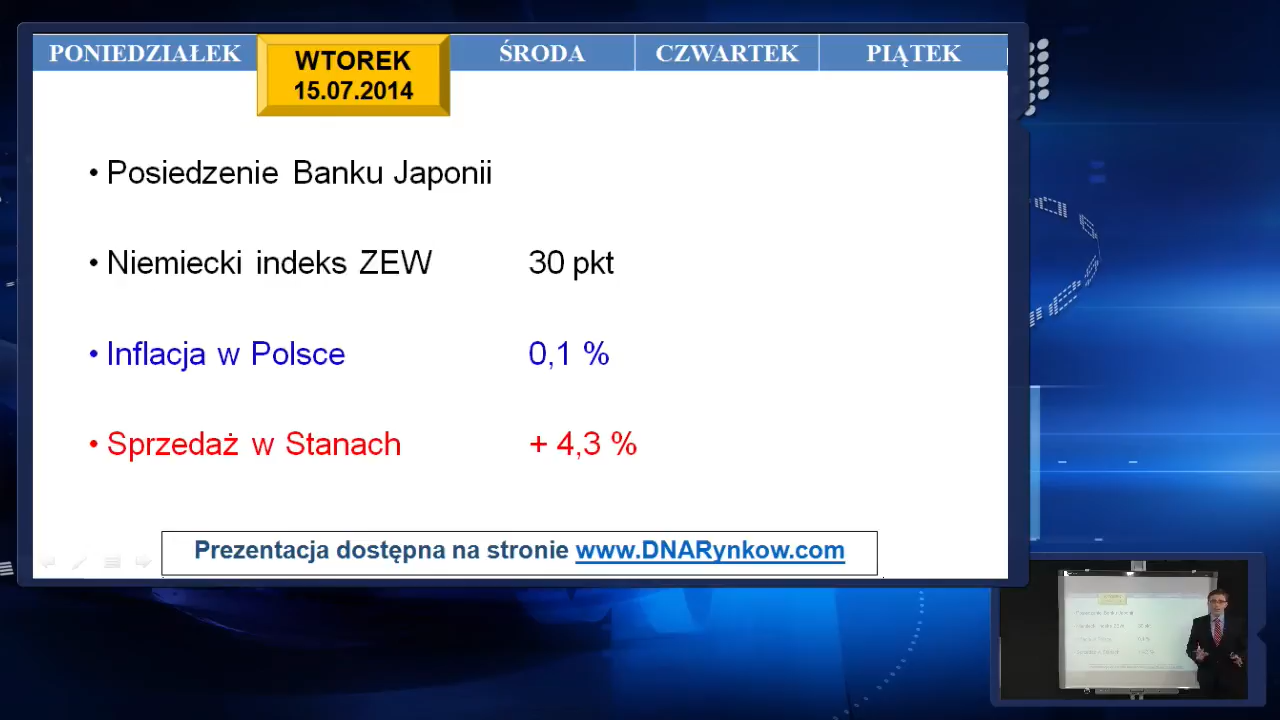 PONIEDZIAŁEK
WTOREK
15.07.2014
ŚRODA
CZWARTEK
PIĄTEK
• Posiedzenie Banku Japonii
• Niemiecki indeks ZEW 30 pkt
• Inflacja w Polsce 0,1 %
• Sprzedaż w Stanach + 4,3 %
Prezentacja dostępna na stronie www.DNARynkow.com